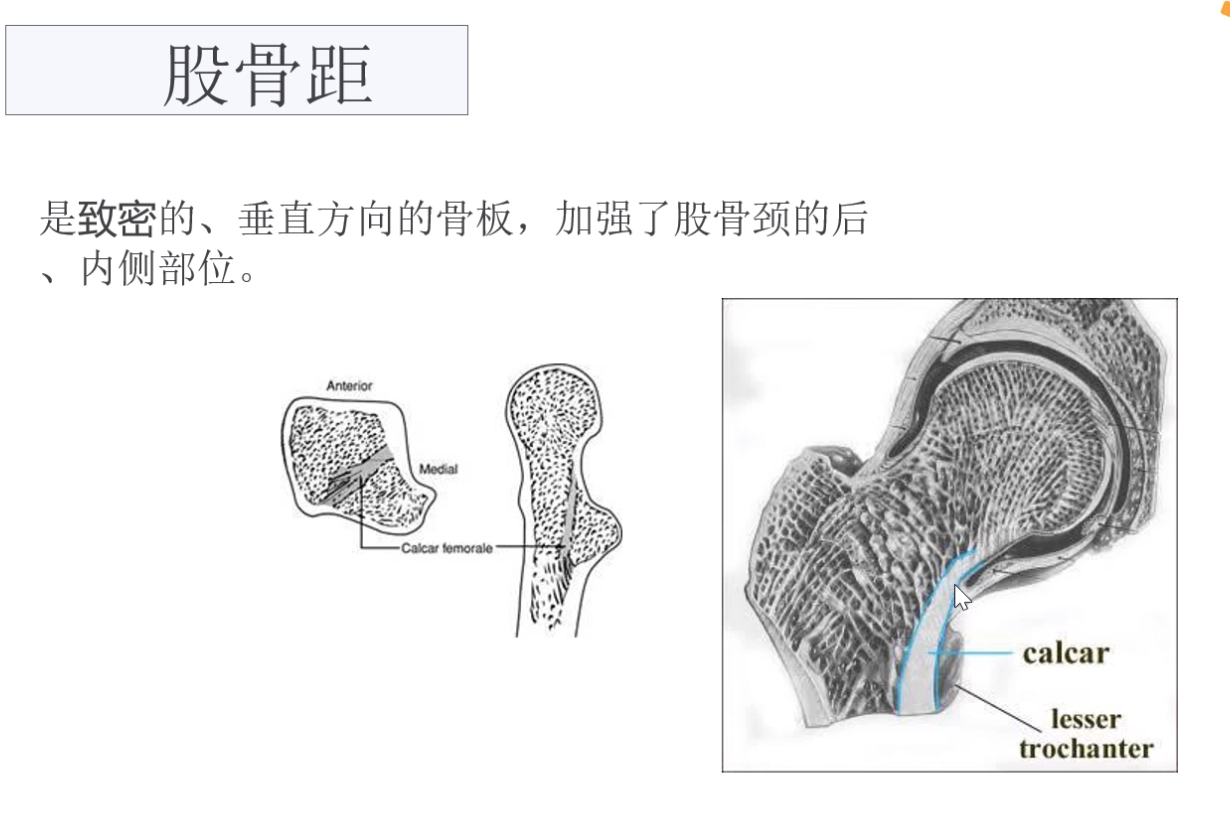 股骨距
是致密的、垂直方向的骨板，加强了股骨颈的后
、内侧部位。
Anterior
Medial
Calcar femorale
calcar
lesser
trochanter